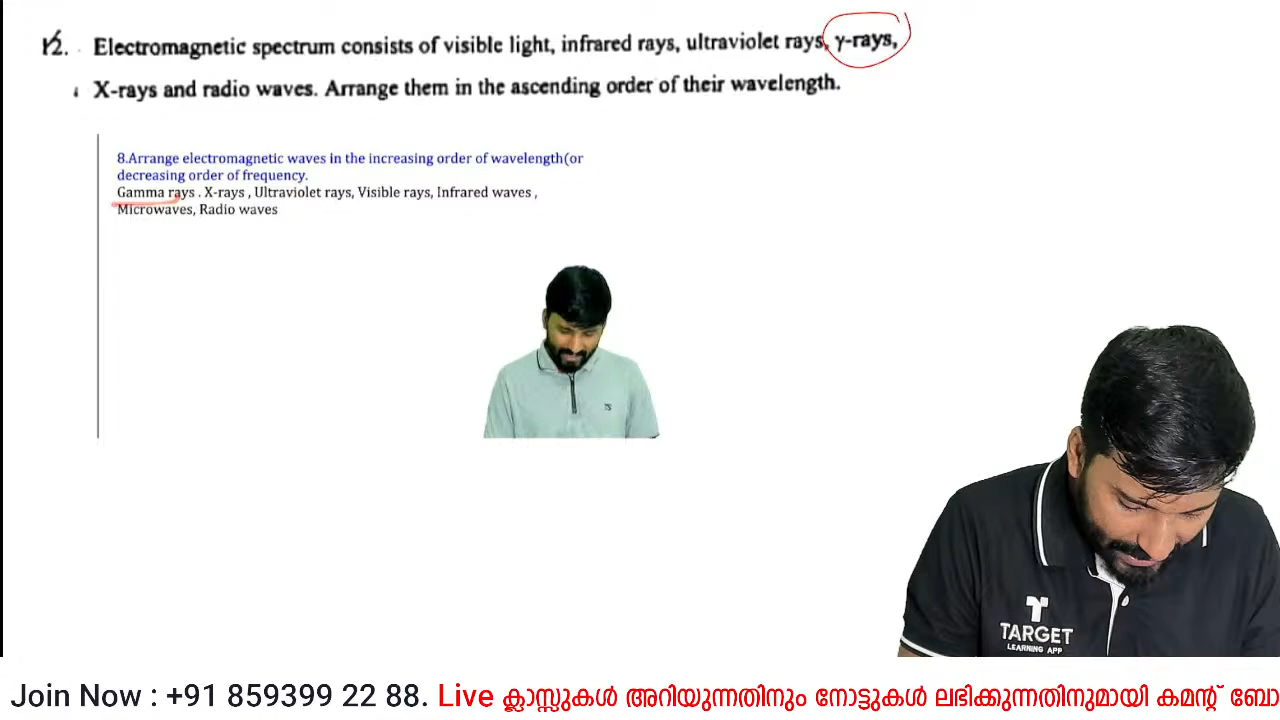 12. Electromagnetic spectrum consists of visible light, infrared rays, ultraviolet rays, γ-rays,
X-rays and radio waves. Arrange them in the ascending order of their wavelength.
8.Arrange electromagnetic waves in the increasing order of wavelength(or
decreasing order of frequency.
Gamma rays . X-rays , Ultraviolet rays, Visible rays, Infrared waves ,
Microwaves, Radio waves
TARGET
LEARNING APP
Join Now : +91 859399 22 88. Live ക്ലാസ്സുകൾ അറിയുന്നതിനും നോട്ടുകൾ ലഭിക്കുന്നതിനുമായി കമന്റ് ബോ